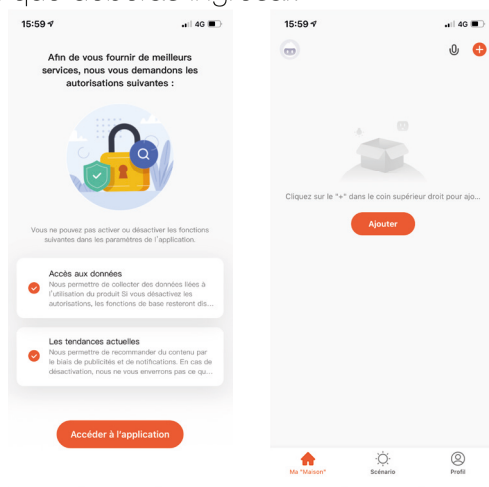 que deberás ingresar.
15:59
4G
Afin de vous fournir de meilleurs
services, nous vous demandons les
autorisations suivantes :
Vous ne pouvez pas activer ou désactiver les fonctions
suivantes dans les paramètres de l'application.
Accès aux données
Nous permettre de collecter des données liées à
l'utilisation du produit Si vous désactivez les
autorisations, les fonctions de base resteront dis...
Les tendances actuelles
Nous permettre de recommander du contenu par
le biais de publicités et de notifications. En cas de
désactivation, nous ne vous enverrons pas ce qu...
Accéder à l'application
15:59
4G
Cliquez sur le "+" dans le coin supérieur droit pour ajo...
Ajouter
Ma "Maison"
Scénario
Profil